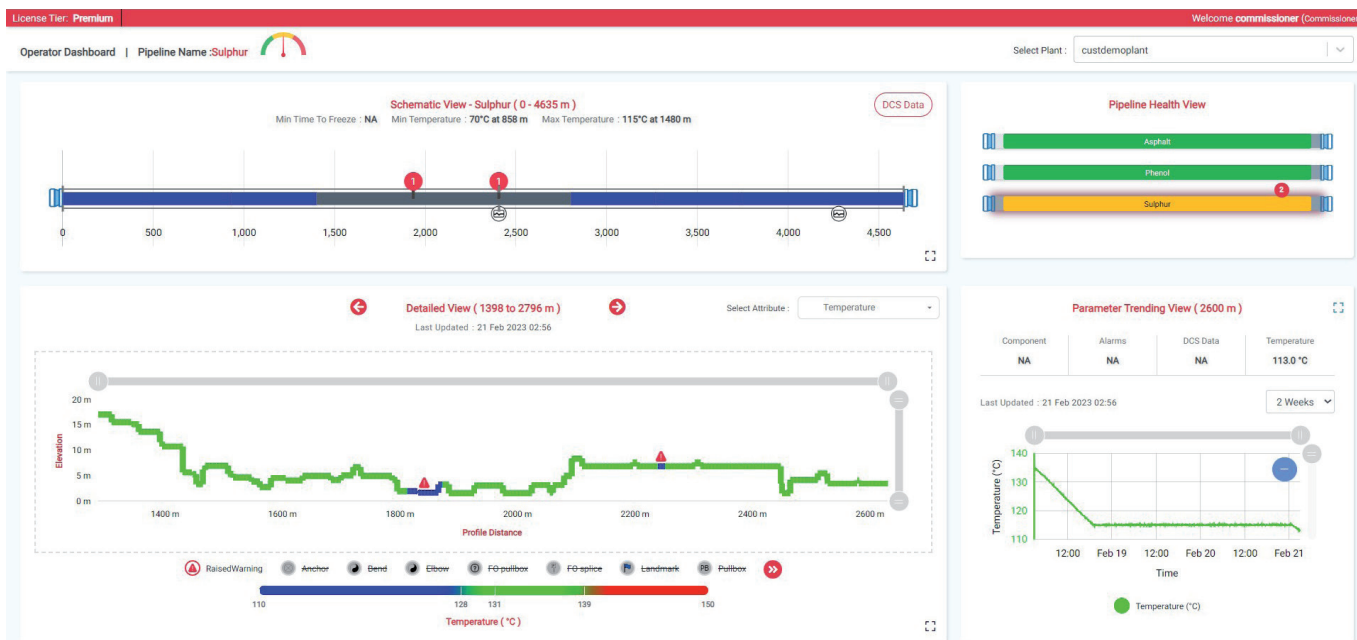 License Tier: Premium
Welcome commissioner (Commissioner
Operator Dashboard | Pipeline Name :Sulphur
Select Plant : custdemoplant
Schematic View - Sulphur ( 0 - 4635 m )
DCS Data
Min Time To Freeze : NA Min Temperature : 70°C at 858 m Max Temperature : 115°C at 1480 m
1 1
0 500 1,000 1,500 2,000 2,500 3,000 3,500 4,000 4,500
Pipeline Health View
Asphalt
Phenol
2
Sulphur
Detailed View ( 1398 to 2796 m )
Last Updated : 21 Feb 2023 02:56
Select Attribute : Temperature
Elevation
20 m
15 m
10 m
5 m
0 m
1400 m 1600 m 1800 m 2000 m 2200 m 2400 m 2600 m
Profile Distance
RaisedWarning Anchor Bend Elbow FO pullbox FO splice Landmark PB Pullbox
110 128 131 139 150
Temperature ( °C )
Parameter Trending View ( 2600 m )
Component Alarms DCS Data Temperature
NA NA NA 113.0 °C
Last Updated : 21 Feb 2023 02:56
2 Weeks
Temperature (°C)
140
130
120
110
12:00 Feb 19 12:00 Feb 20 12:00 Feb 21
Time
Temperature (°C)